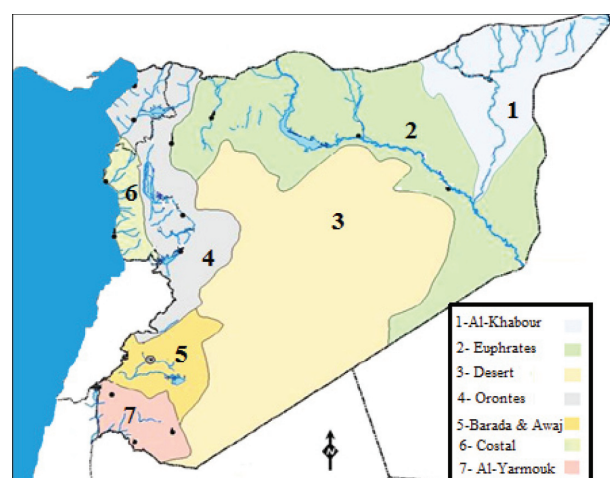 1
2
3
6
4
5
7
N
1-Al-Khabour
2- Euphrates
3- Desert
4- Orontes
5-Barada & Awaj
6- Costal
7- Al-Yarmouk